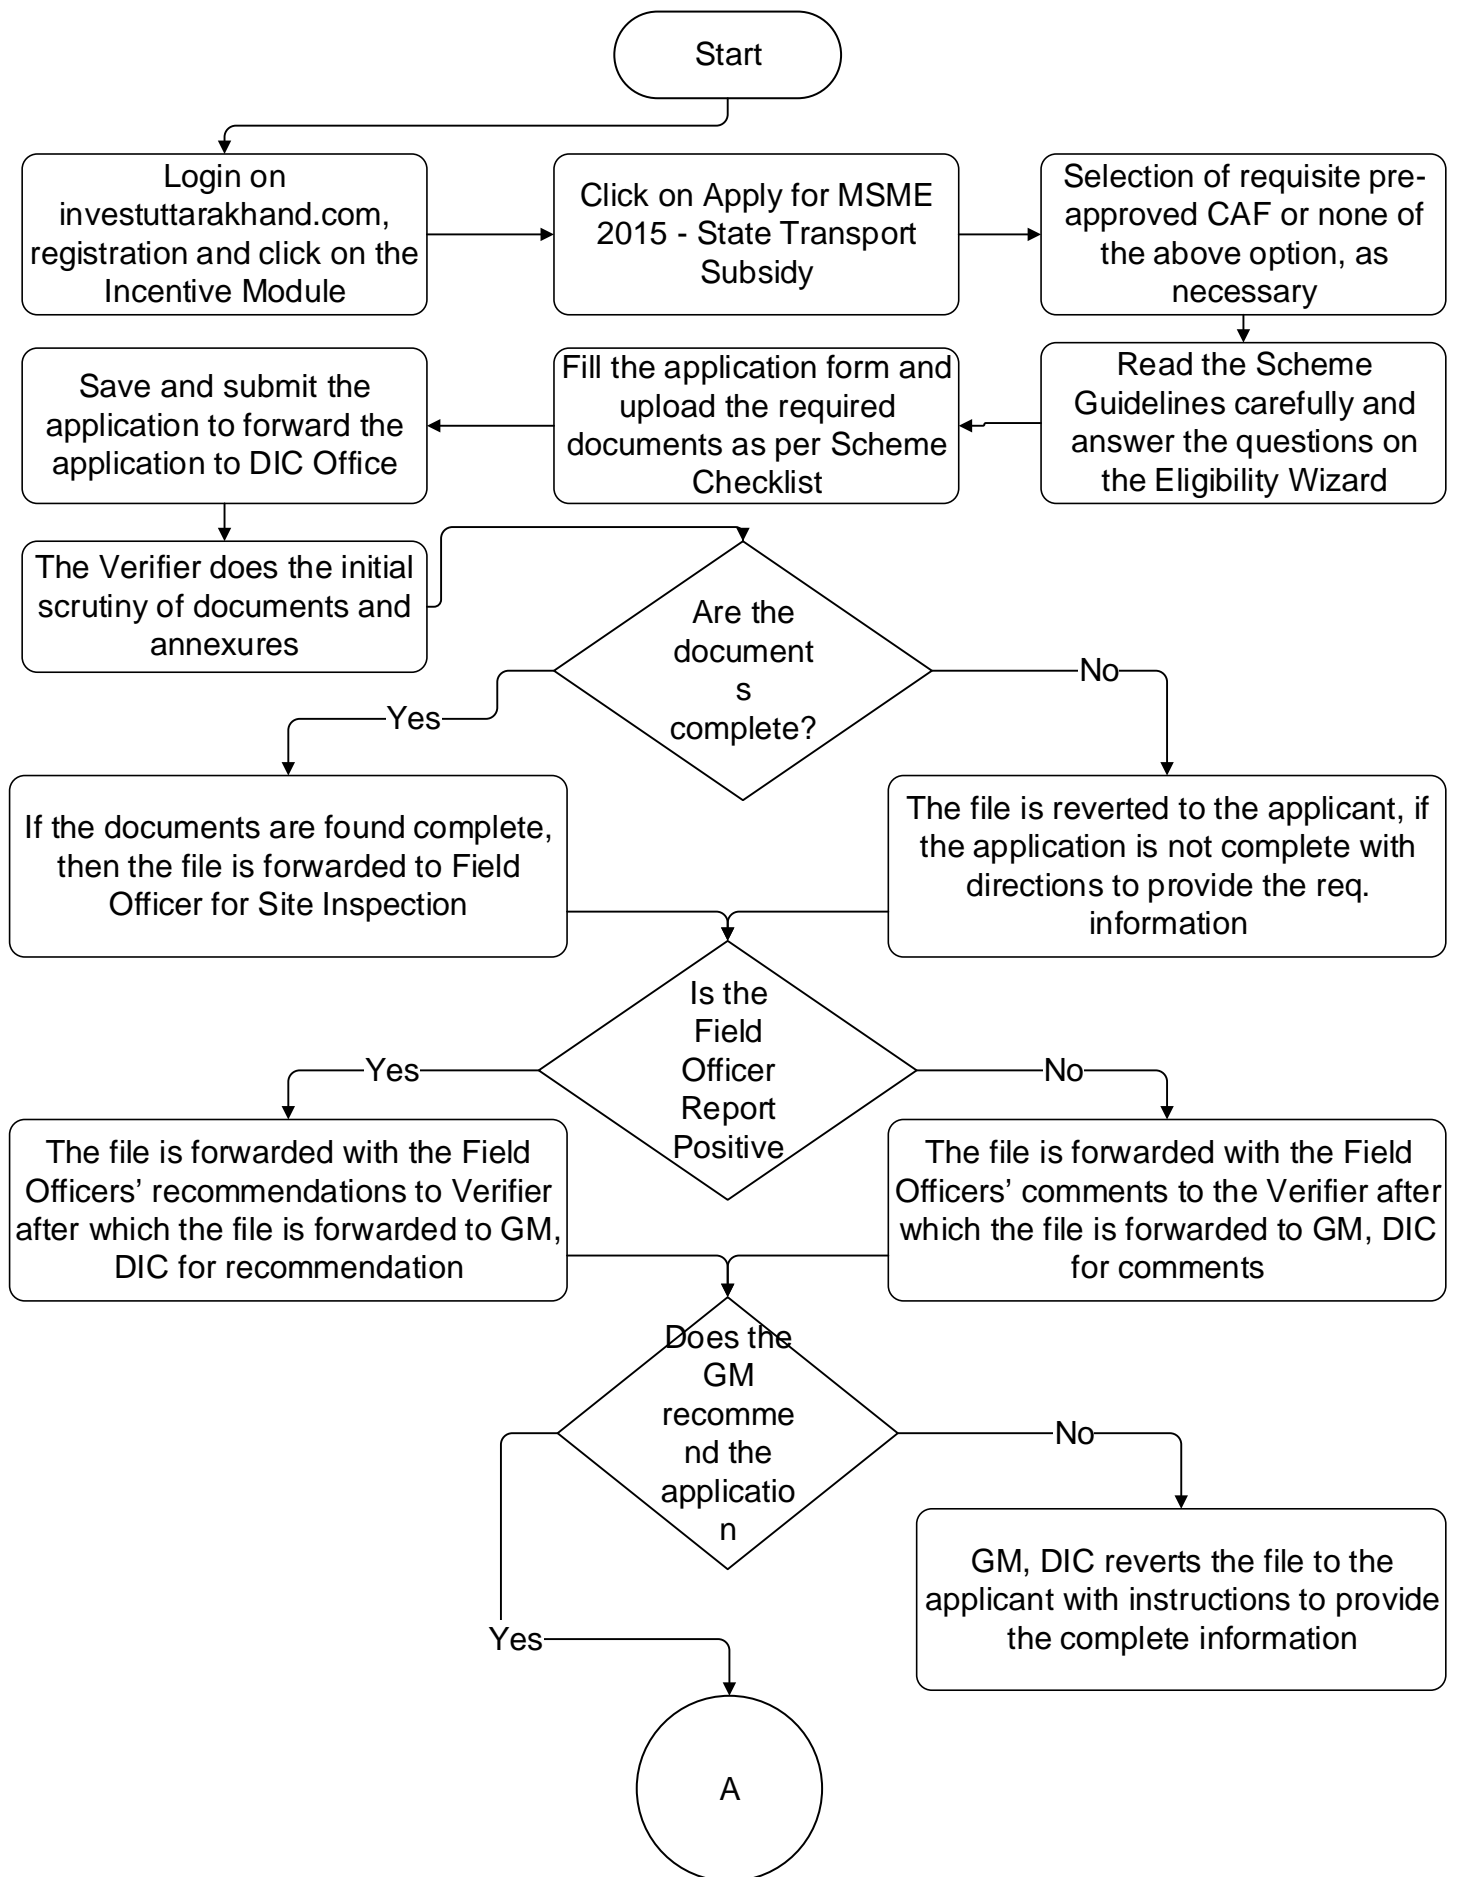 Start
Login on
investuttarakhand.com,
registration and click on the
Incentive Module
Click on Apply for MSME
2015 - State Transport
Subsidy
Selection of requisite pre-
approved CAF or none of
the above option, as
necessary
Read the Scheme
Guidelines carefully and
answer the questions on
the Eligibility Wizard
Fill the application form and
upload the required
documents as per Scheme
Checklist
Save and submit the
application to forward the
application to DIC Office
The Verifier does the initial
scrutiny of documents and
annexures
Are the
document
s
complete?
Yes
No
If the documents are found complete,
then the file is forwarded to Field
Officer for Site Inspection
The file is reverted to the applicant, if
the application is not complete with
directions to provide the req.
information
Is the
Field
Officer
Report
Positive
Yes
No
The file is forwarded with the Field
Officers’ recommendations to Verifier
after which the file is forwarded to GM,
DIC for recommendation
The file is forwarded with the Field
Officers’ comments to the Verifier after
which the file is forwarded to GM, DIC
for comments
Does the
GM
recomme
nd the
applicatio
n
No
Yes
GM, DIC reverts the file to the
applicant with instructions to provide
the complete information
A